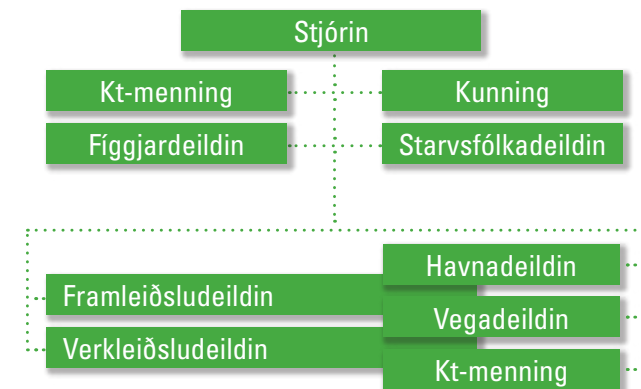 Stjórin
Kt-menning
Kunning
Fíggjardeildin
Starvsfólkadeildin
Havnadeildin
Framleiðsludeildin
Vegadeildin
Verkleiðsludeildin
Kt-menning